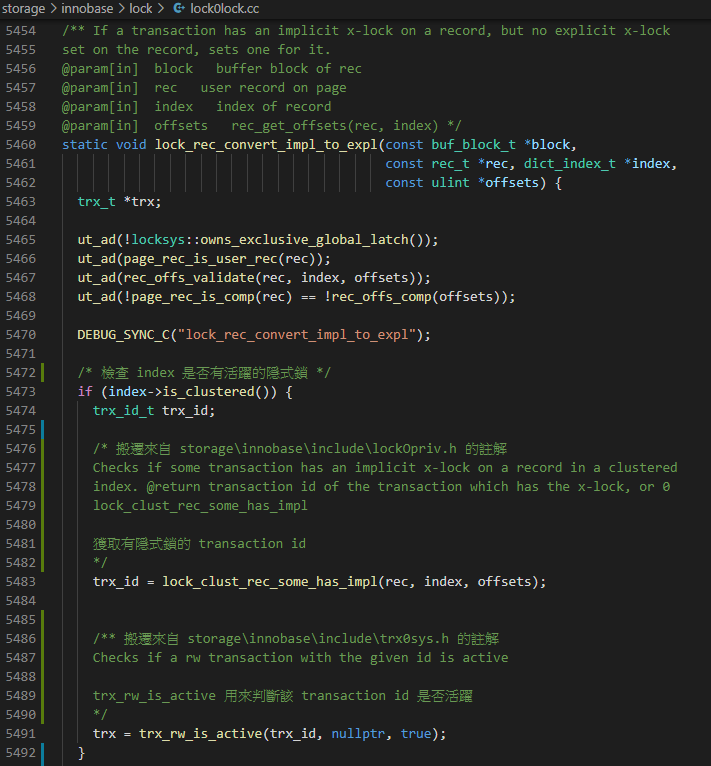 storage > innobase > lock > lock0lock.cc
5454 /** If a transaction has an implicit x-lock on a record, but no explicit x-lock
5455 set on the record, sets one for it.
5456 @param[in]  block   buffer block of rec
5457 @param[in]  rec   user record on page
5458 @param[in]  index   index of record
5459 @param[in]  offsets   rec_get_offsets(rec, index) */
5460 static void lock_rec_convert_impl_to_expl(const buf_block_t *block,
5461                                           const rec_t *rec, dict_index_t *index,
5462                                           const ulint *offsets) {
5463   trx_t *trx;
5464
5465   ut_ad(!locksys::owns_exclusive_global_latch());
5466   ut_ad(page_rec_is_user_rec(rec));
5467   ut_ad(rec_offs_validate(rec, index, offsets));
5468   ut_ad(!page_rec_is_comp(rec) == !rec_offs_comp(offsets));
5469
5470   DEBUG_SYNC_C("lock_rec_convert_impl_to_expl");
5471
5472   /* 檢查 index 是否有活躍的隱式鎖 */
5473   if (index->is_clustered()) {
5474     trx_id_t trx_id;
5475
5476     /* 搬遷來自 storage\innobase\include\lock0priv.h 的註解
5477     Checks if some transaction has an implicit x-lock on a record in a clustered
5478     index. @return transaction id of the transaction which has the x-lock, or 0
5479     lock_clust_rec_some_has_impl
5480
5481     獲取有隱式鎖的 transaction id
5482     */
5483     trx_id = lock_clust_rec_some_has_impl(rec, index, offsets);
5484
5485
5486     /** 搬遷來自 storage\innobase\include\trx0sys.h 的註解
5487     Checks if a rw transaction with the given id is active
5488
5489     trx_rw_is_active 用來判斷該 transaction id 是否活躍
5490     */
5491     trx = trx_rw_is_active(trx_id, nullptr, true);
5492   }